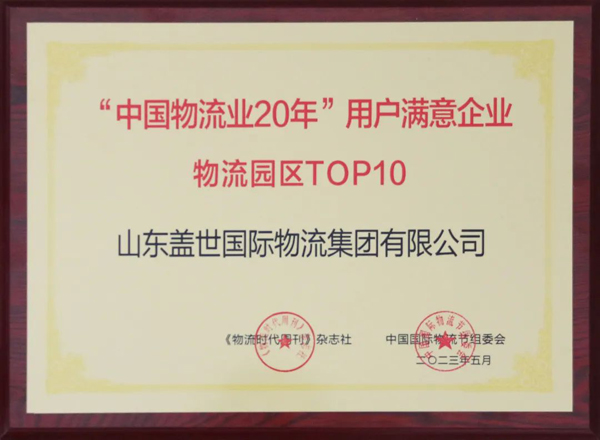 “中国物流业20年”用户满意企业
物流园区TOP10
山东盖世国际物流集团有限公司
《物流时代周刊》杂志社
中国国际物流节组委会
二〇二三年五月